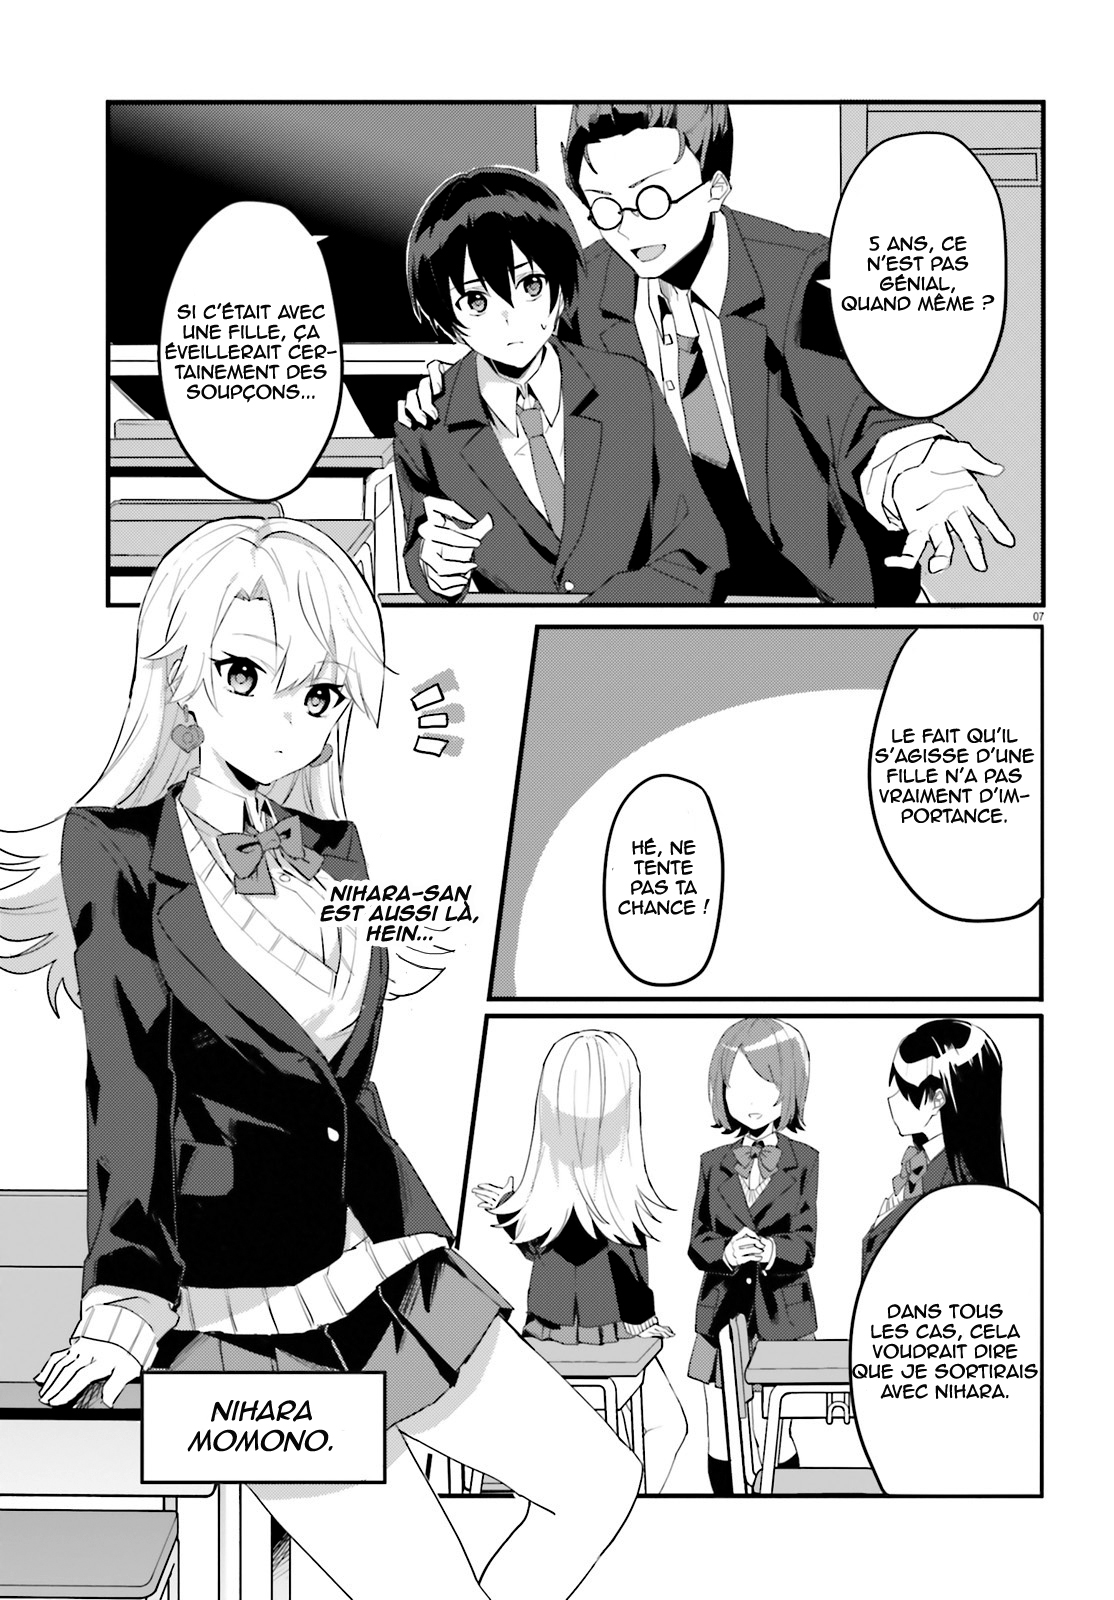 5 ANS, CE
N'EST PAS
GÉNIAL,
QUAND MÊME ?
SI C'ÉTAIT AVEC
UNE FILLE, ÇA
ÉVEILLERAIT CER-
TAINEMENT DES
SOUPÇONS...
07
LE FAIT QU'IL
S'AGISSE D'UNE
FILLE N'A PAS
VRAIMENT D'IM-
PORTANCE.
HÉ, NE
TENTE
PAS TA
CHANCE !
NIHARA-SAN
EST AUSSI LÀ,
HEIN...
DANS TOUS
LES CAS, CELA
VOUDRAIT DIRE
QUE JE SORTIRAIS
AVEC NIHARA.
NIHARA
MOMONO.